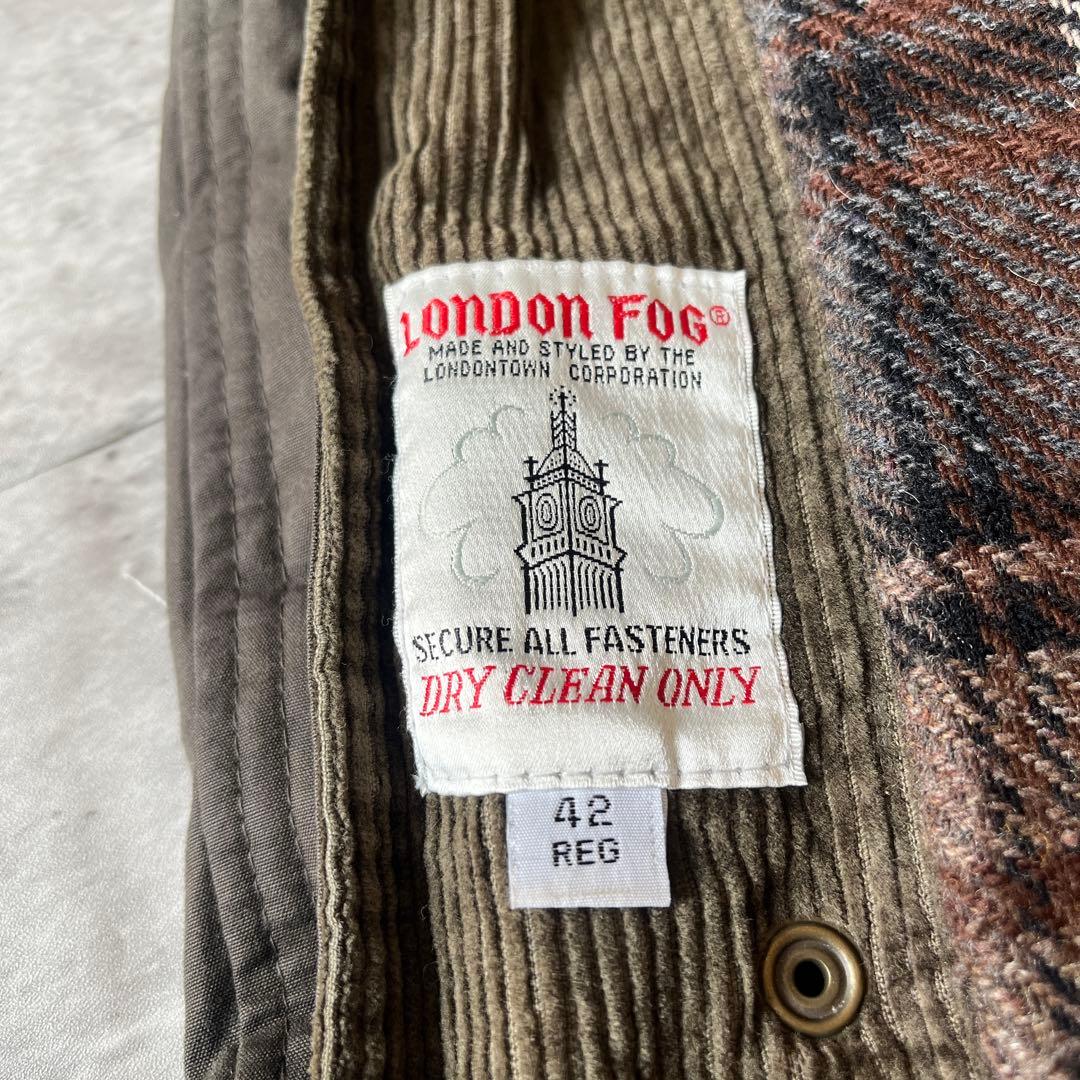 LONDON FOG®
MADE AND STYLED BY THE
LONDONTOWN CORPORATION
SECURE ALL FASTENERS
DRY CLEAN ONLY
42
REG